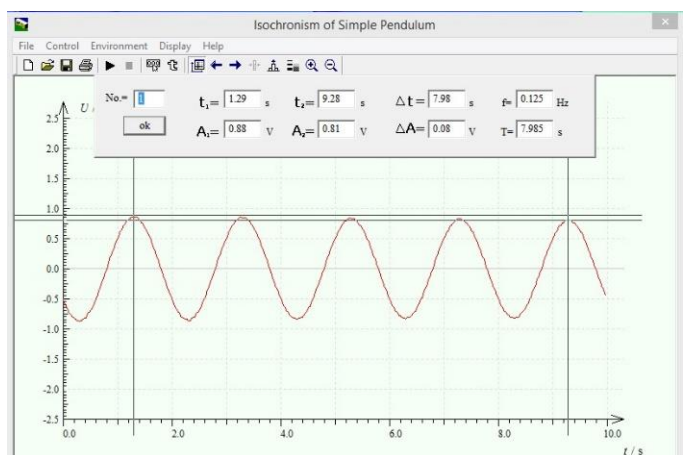 Isochronism of Simple Pendulum
File Control Environment Display Help
No.= 1 t₁= 1.29 s t₂= 9.28 s Δt= 7.98 s f= 0.125 Hz
ok A₁= 0.88 V A₂= 0.81 V ΔA= 0.08 V T= 7.985 s
U /
2.5
2.0
1.5
1.0
0.5
0.0
-0.5
-1.0
-1.5
-2.0
-2.5
0.0 2.0 4.0 6.0 8.0 10.0
t / s